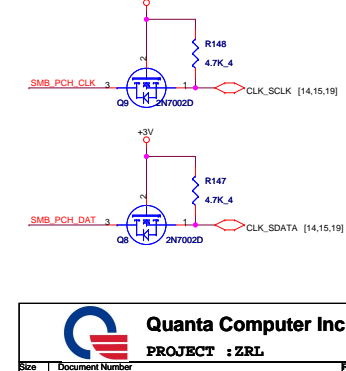 R148
2
4.7K_4
SMB_PCH_CLK 3 1 CLK_SCLK [14,15,19]
Q9 2N7002D
+3V
R147
2
4.7K_4
SMB_PCH_DAT 3 1 CLK_SDATA [14,15,19]
Q8 2N7002D
Quanta Computer Inc
PROJECT : ZRL
Size Document Number